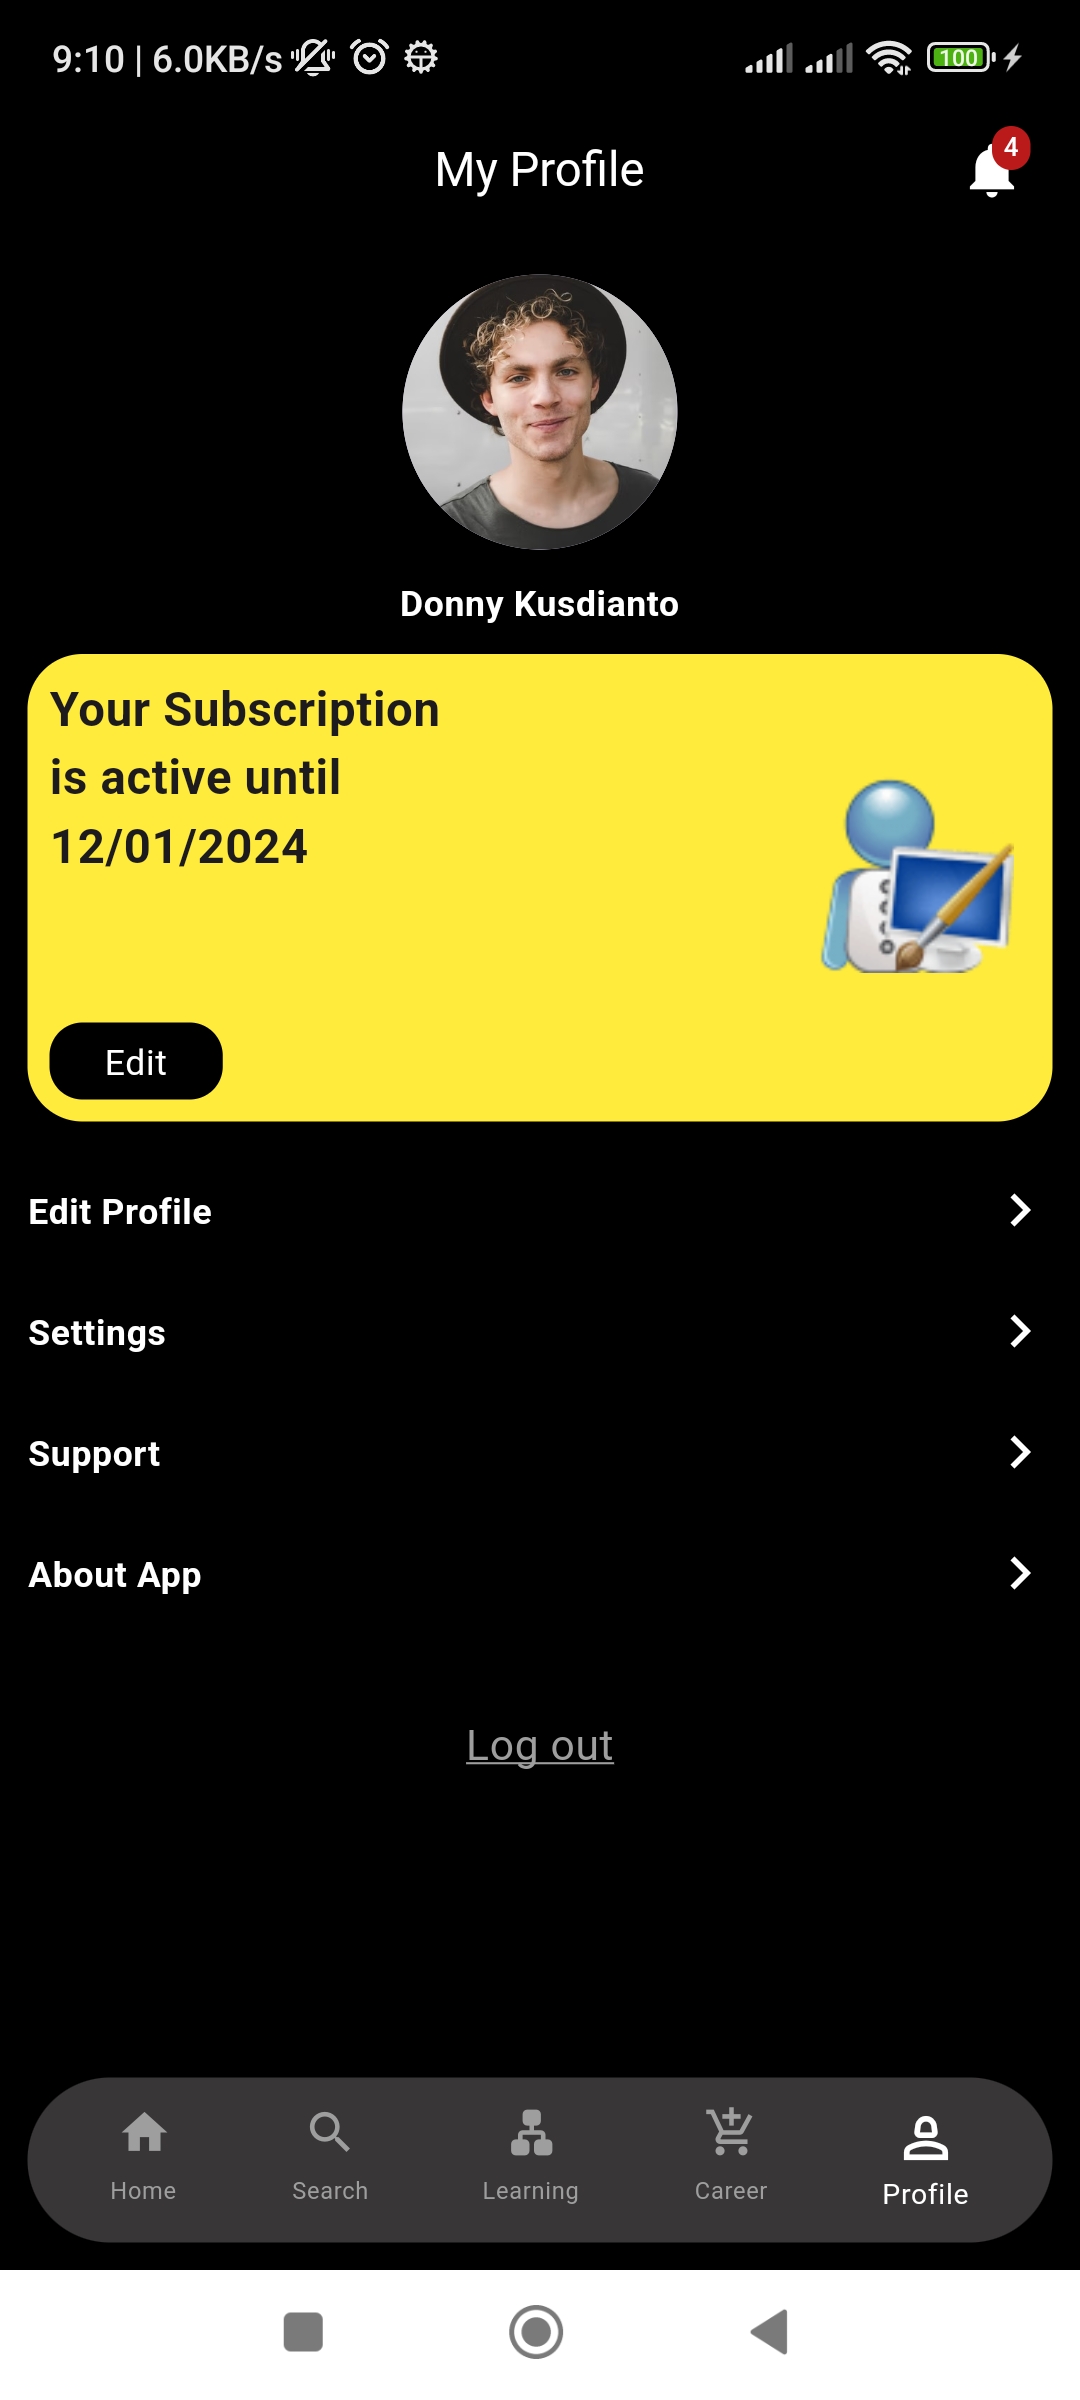 9:10 | 6.0KB/s
100
My Profile
4
Donny Kusdianto
Your Subscription
is active until
12/01/2024
Edit
Edit Profile
Settings
Support
About App
Log out
Home
Search
Learning
Career
Profile